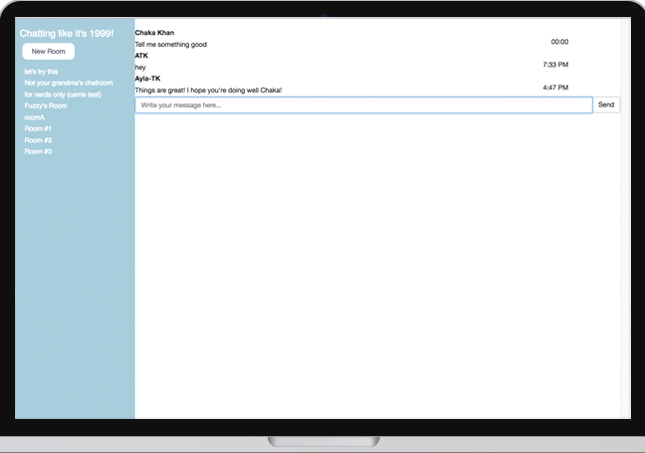 Chatting like it's 1999!
New Room
let's try this
Not your grandma's chatroom
for nerds only (carrie test)
Fuzzy's Room
roomA
Room #1
Room #2
Room #3
Chaka Khan
Tell me something good 00:00
ATK
hey 7:33 PM
Ayla-TK
Things are great! I hope you're doing well Chaka! 4:47 PM
Write your message here... Send